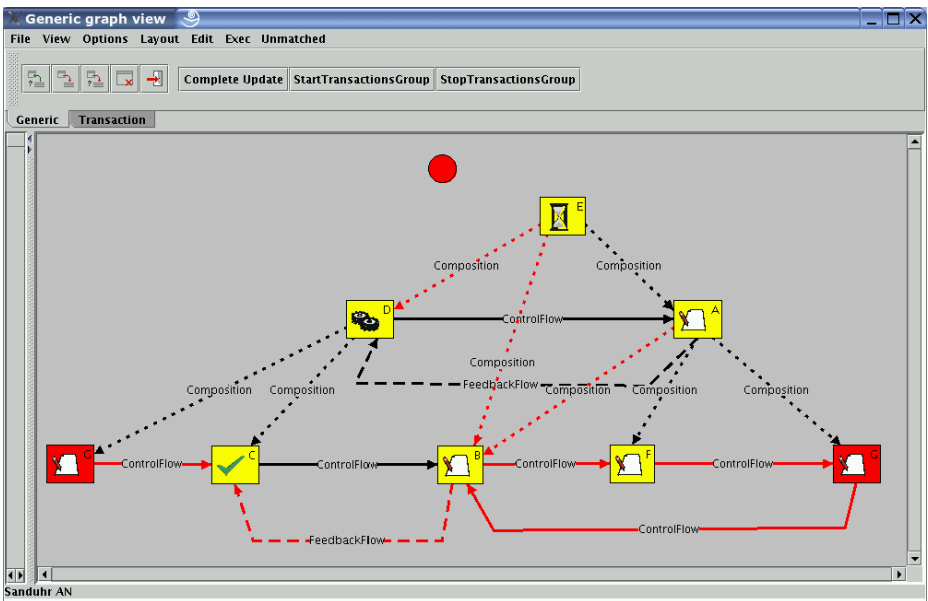 Generic graph view
File View Options Layout Edit Exec Unmatched
Complete Update StartTransactionsGroup StopTransactionsGroup
Generic Transaction
E
Composition Composition
D A
ControlFlow
Composition
FeedbackFlow
Composition Composition Composition Composition Composition
G C B F G
ControlFlow ControlFlow ControlFlow ControlFlow
ControlFlow
FeedbackFlow
Sanduhr AN